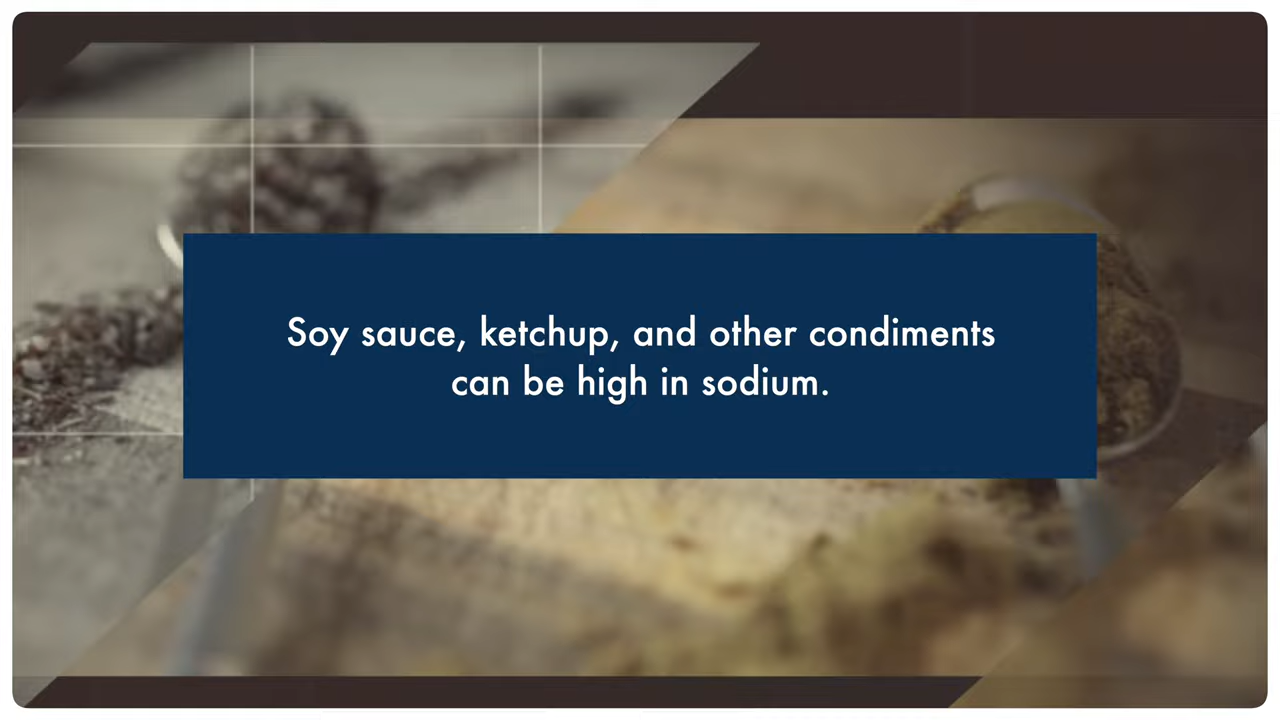 Soy sauce, ketchup, and other condiments
can be high in sodium.